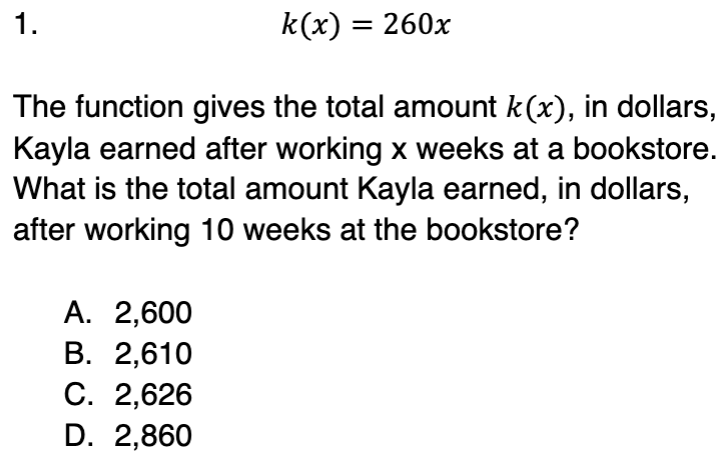 1. k(x) = 260x
The function gives the total amount k(x), in dollars,
Kayla earned after working x weeks at a bookstore.
What is the total amount Kayla earned, in dollars,
after working 10 weeks at the bookstore?
A. 2,600
B. 2,610
C. 2,626
D. 2,860